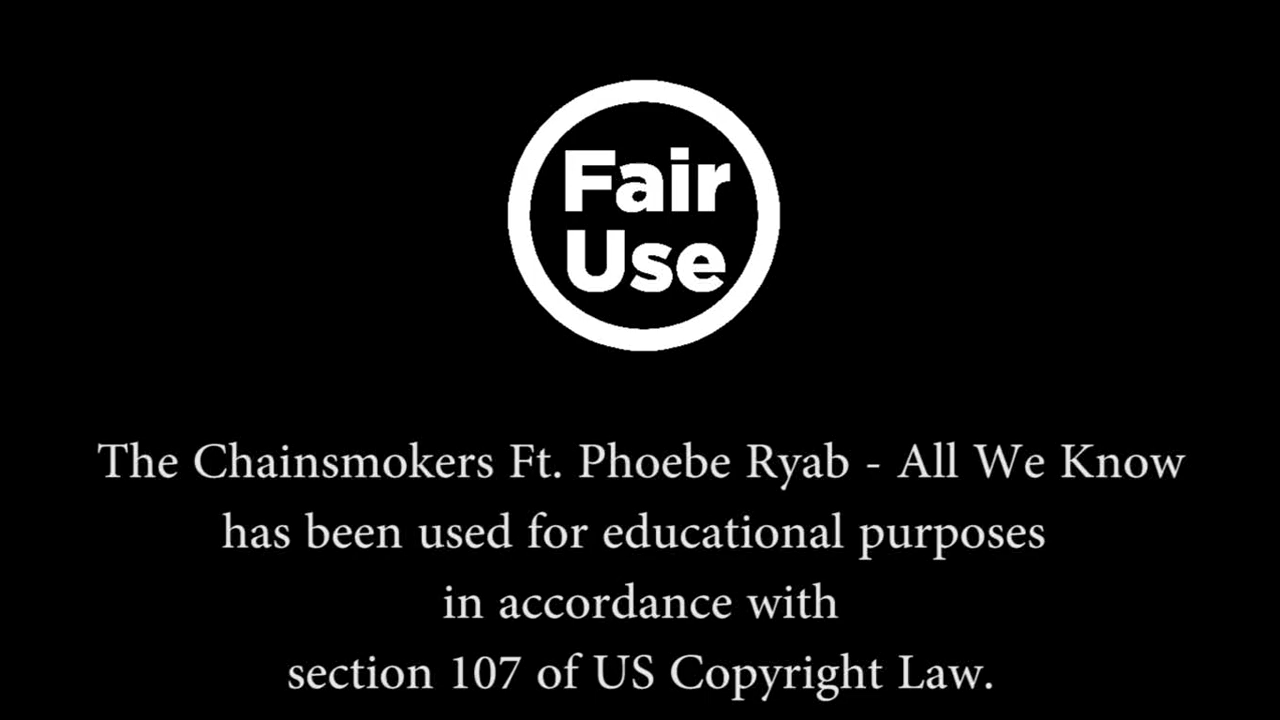 Fair
Use
The Chainsmokers Ft. Phoebe Ryab - All We Know
has been used for educational purposes
in accordance with
section 107 of US Copyright Law.